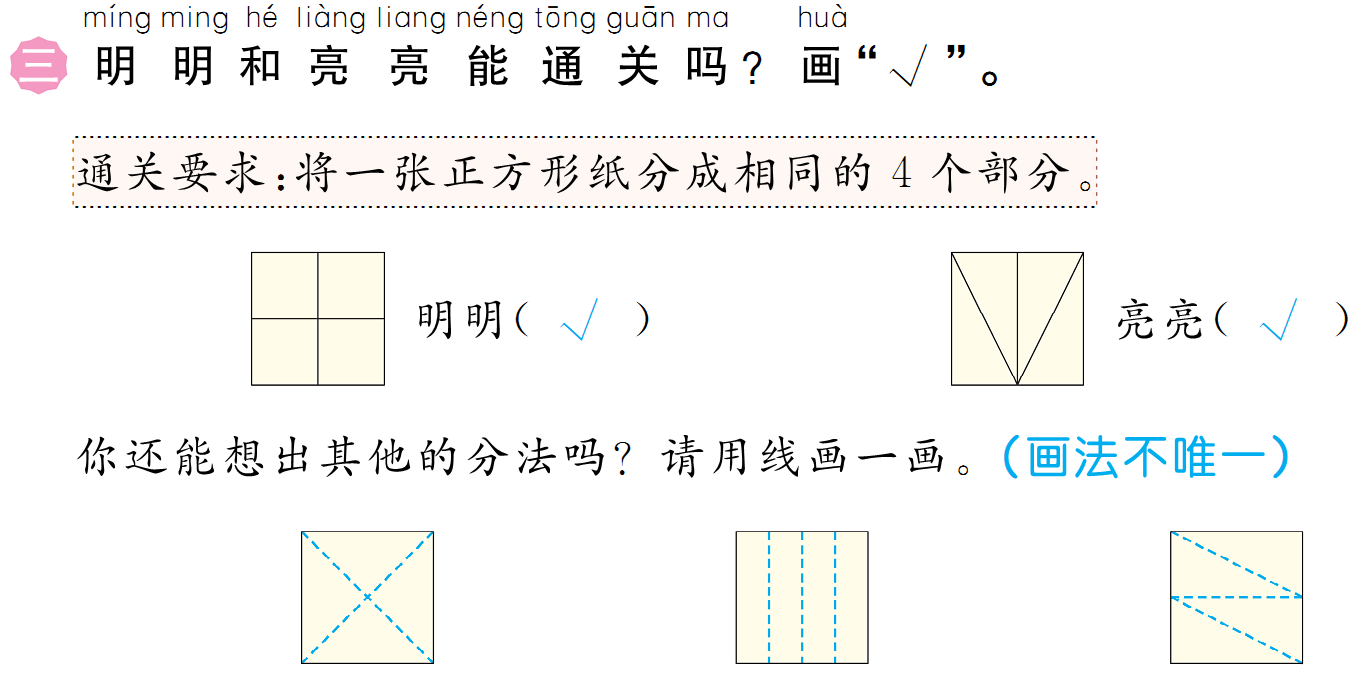 míng ming hé liàng liang néng tōng guān ma huà
三 明明和亮亮能通关吗?画“√”。
通关要求:将一张正方形纸分成相同的 4 个部分。
明明( √ ) 亮亮( √ )
你还能想出其他的分法吗?请用线画一画。(画法不唯一)